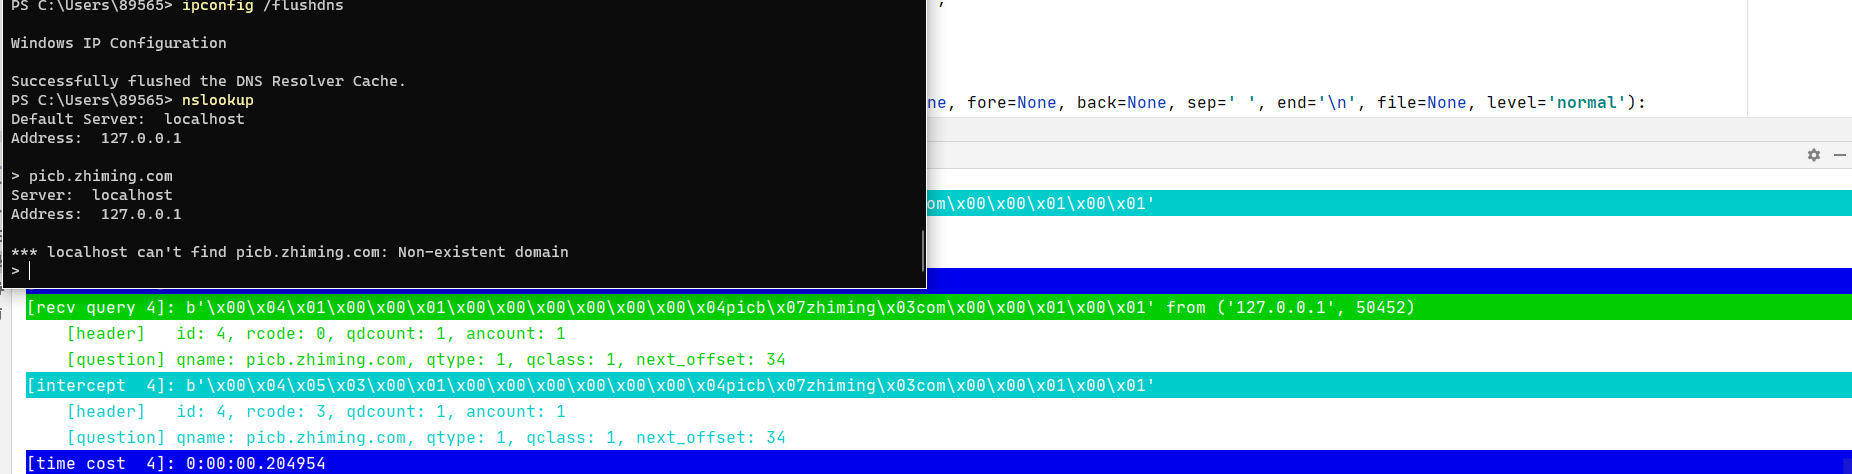 PS C:\Users\89565> ipconfig /flushdns
Windows IP Configuration
Successfully flushed the DNS Resolver Cache.
PS C:\Users\89565> nslookup
Default Server:  localhost
Address:  127.0.0.1
> picb.zhiming.com
Server:  localhost
Address:  127.0.0.1
*** localhost can't find picb.zhiming.com: Non-existent domain
>
ne, fore=None, back=None, sep=' ', end='\n', file=None, level='normal'):
om\x00\x00\x01\x00\x01'
[recv query 4]: b'\x00\x04\x01\x00\x00\x01\x00\x00\x00\x00\x00\x00\x04picb\x07zhiming\x03com\x00\x00\x01\x00\x01' from ('127.0.0.1', 50452)
[header]   id: 4, rcode: 0, qdcount: 1, ancount: 1
[question] qname: picb.zhiming.com, qtype: 1, qclass: 1, next_offset: 34
[intercept  4]: b'\x00\x04\x05\x03\x00\x01\x00\x00\x00\x00\x00\x00\x04picb\x07zhiming\x03com\x00\x00\x01\x00\x01'
[header]   id: 4, rcode: 3, qdcount: 1, ancount: 1
[question] qname: picb.zhiming.com, qtype: 1, qclass: 1, next_offset: 34
[time cost  4]: 0:00:00.204954